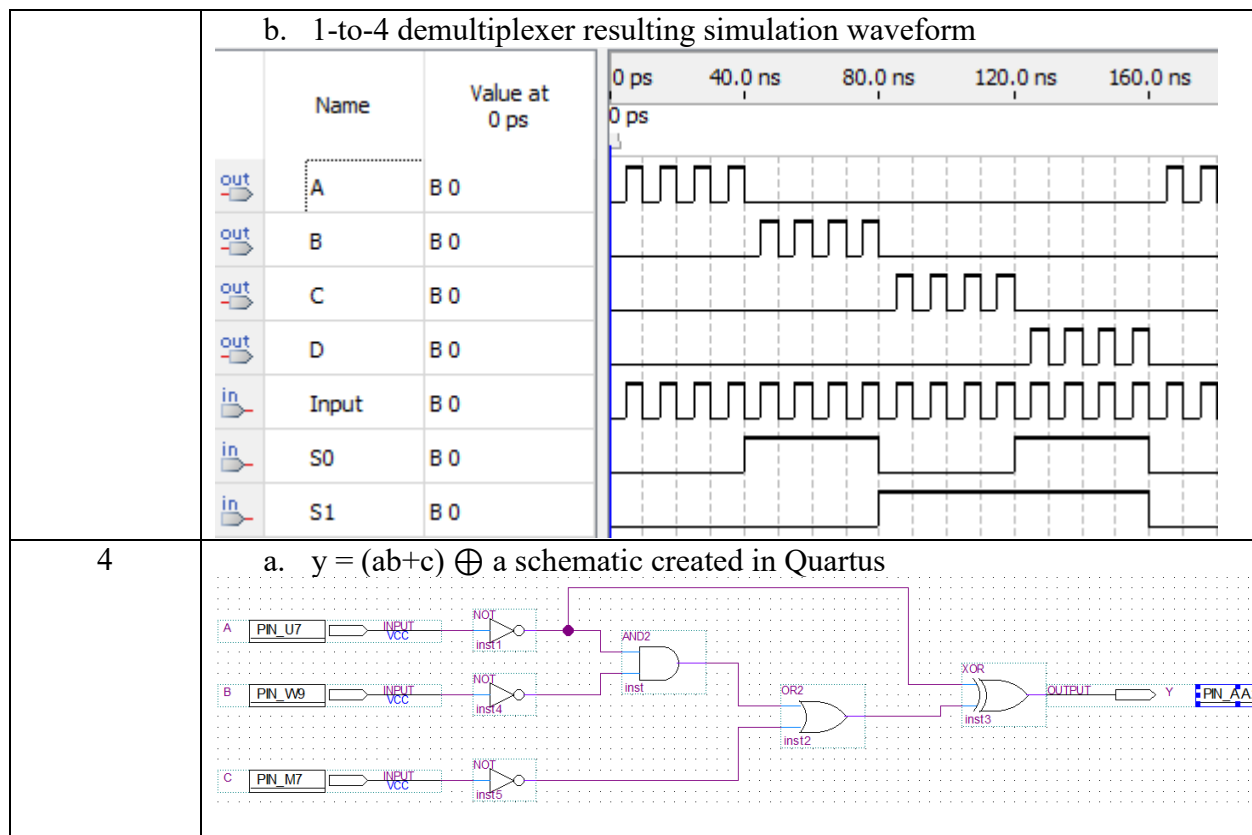 b. 1-to-4 demultiplexer resulting simulation waveform
Name Value at 0 ps 0 ps 40.0 ns 80.0 ns 120.0 ns 160.0 ns
0 ps
out A B 0
out B B 0
out C B 0
out D B 0
in Input B 0
in S0 B 0
in S1 B 0
4 a. y = (ab+c) ⊕ a schematic created in Quartus
A PIN_U7 INPUT VCC NOT inst1
AND2 inst
XOR inst3
B PIN_W9 INPUT VCC NOT inst4
OR2 inst2
OUTPUT Y PIN_AA
C PIN_M7 INPUT VCC NOT inst5